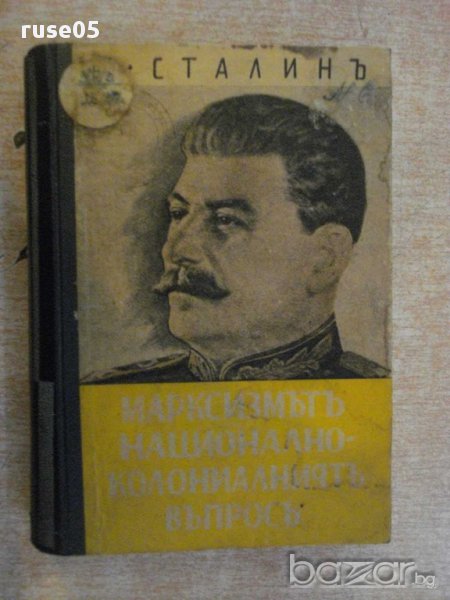 ruse05
СТАЛИНЪ
МАРКСИЗМЪТЪ
НАЦИОНАЛНО-
КОЛОНИАЛНИЯТЪ
ВЪПРОСЪ
bazar.bg